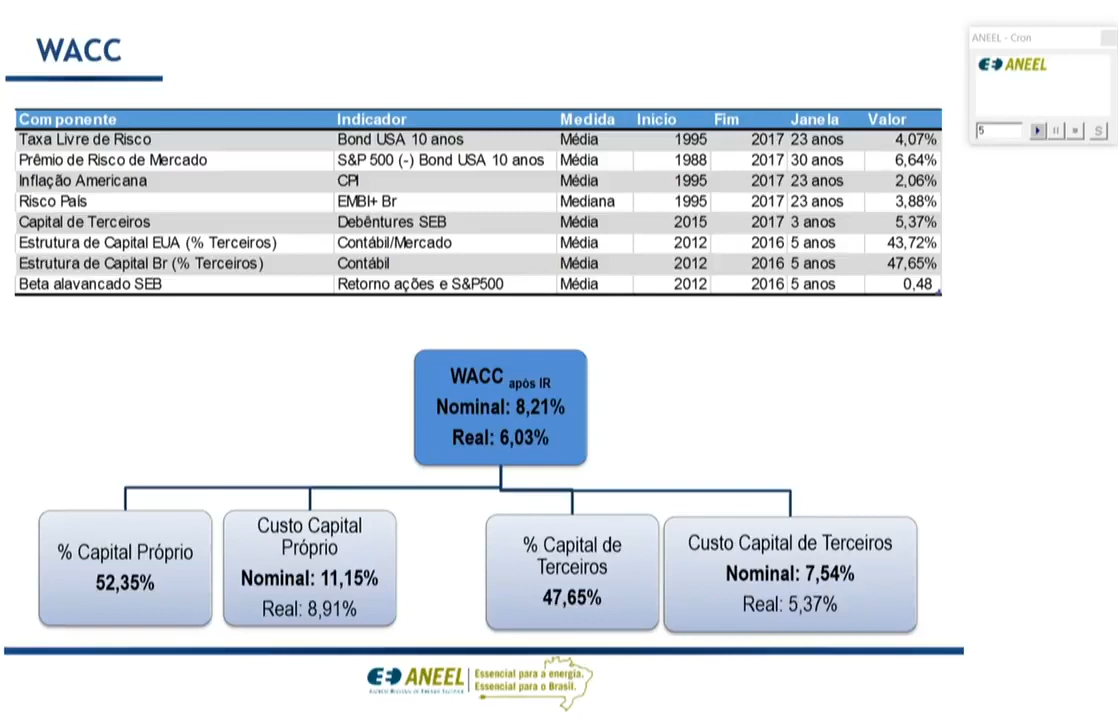 WACC
ANEEL - Cron
ANEEL
5
S
Componente Indicador Medida Inicio Fim Janela Valor
Taxa Livre de Risco Bond USA 10 anos Média 1995 2017 23 anos 4,07%
Prêmio de Risco de Mercado S&P 500 (-) Bond USA 10 anos Média 1988 2017 30 anos 6,64%
Inflação Americana CPI Média 1995 2017 23 anos 2,06%
Risco País EMBI+ Br Mediana 1995 2017 23 anos 3,88%
Capital de Terceiros Debêntures SEB Média 2015 2017 3 anos 5,37%
Estrutura de Capital EUA (% Terceiros) Contábil/Mercado Média 2012 2016 5 anos 43,72%
Estrutura de Capital Br (% Terceiros) Contábil Média 2012 2016 5 anos 47,65%
Beta alavancado SEB Retorno ações e S&P500 Média 2012 2016 5 anos 0,48
WACC após IR
Nominal: 8,21%
Real: 6,03%
% Capital Próprio
52,35%
Custo Capital
Próprio
Nominal: 11,15%
Real: 8,91%
% Capital de
Terceiros
47,65%
Custo Capital de Terceiros
Nominal: 7,54%
Real: 5,37%
ANEEL
Agência Nacional de Energia Elétrica
Essencial para a energia.
Essencial para o Brasil.